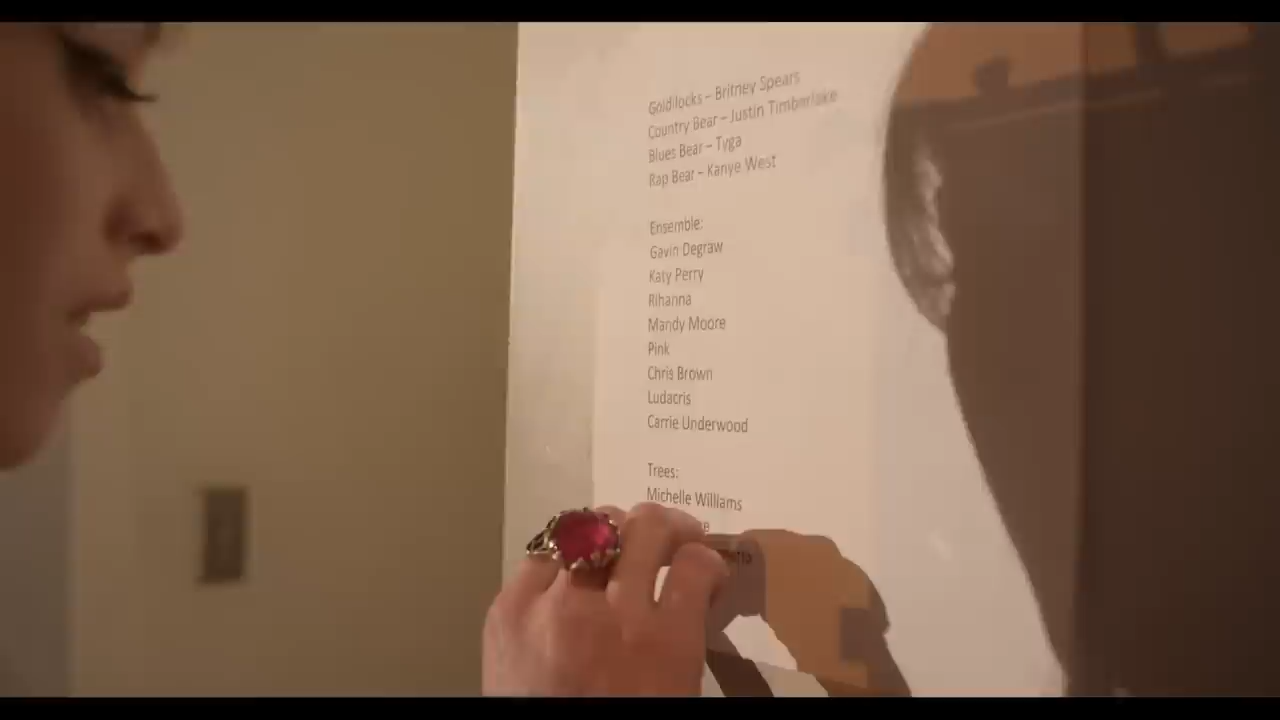 Goldilocks – Britney Spears
Country Bear – Justin Timberlake
Blues Bear – Tyga
Rap Bear – Kanye West
Ensemble:
Gavin Degraw
Katy Perry
Rihanna
Mandy Moore
Pink
Chris Brown
Ludacris
Carrie Underwood
Trees:
Michelle Williams